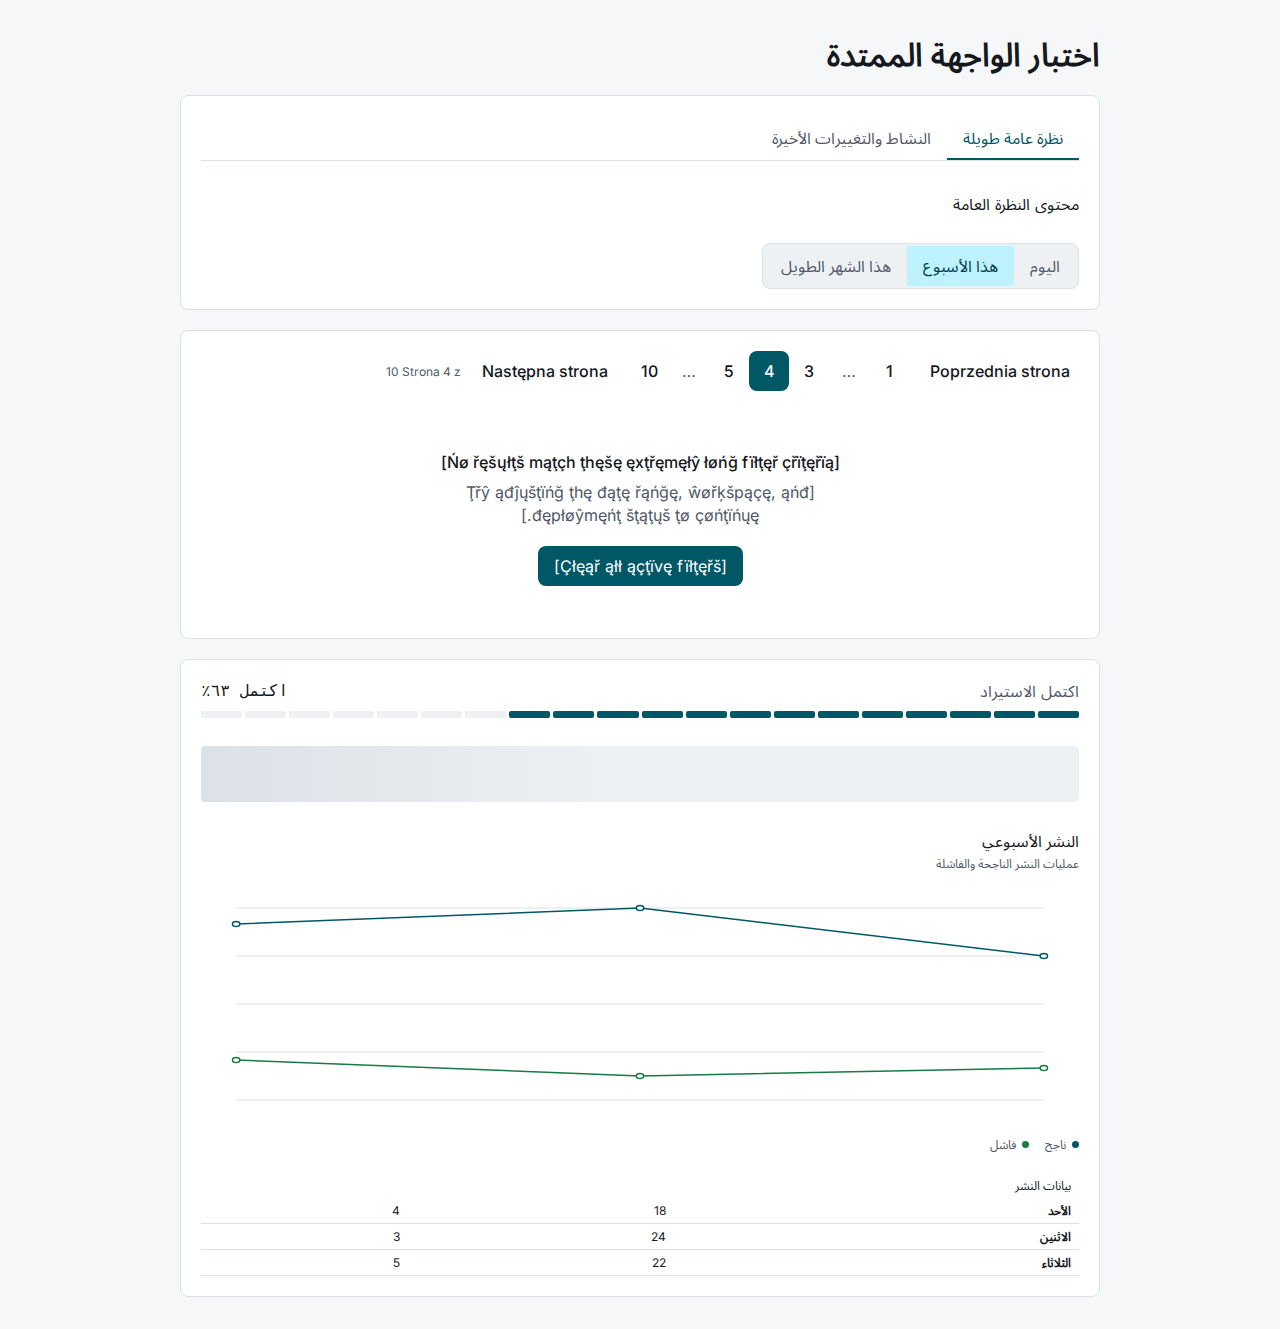 اختبار الواجهة الممتدة
نظرة عامة طويلة
النشاط والتغييرات الأخيرة
محتوى النظرة العامة
اليوم
هذا الأسبوع
هذا الشهر الطويل
Poprzednia strona
1
…
3
4
5
…
10
Następna strona
10 Strona 4 z
[Ńø řęšųłţš mąţçh ţhęšę ęxţřęmęłŷ łøńğ fïłţęř çřïţęřïą]
Ţřŷ ąđĵųšţïńğ ţhę đąţę řąńğę, ŵøřķšpąçę, ąńđ]
[.đępłøŷmęńţ šţąţųš ţø çøńţïńųę
[Çłęąř ąłł ąçţïvę fïłţęřš]
اكتمل الاستيراد
اكتمل ٦٣٪
النشر الأسبوعي
عمليات النشر الناجحة والفاشلة
ناجح
فاشل
بيانات النشر
الأحد 18 4
الاثنين 24 3
الثلاثاء 22 5